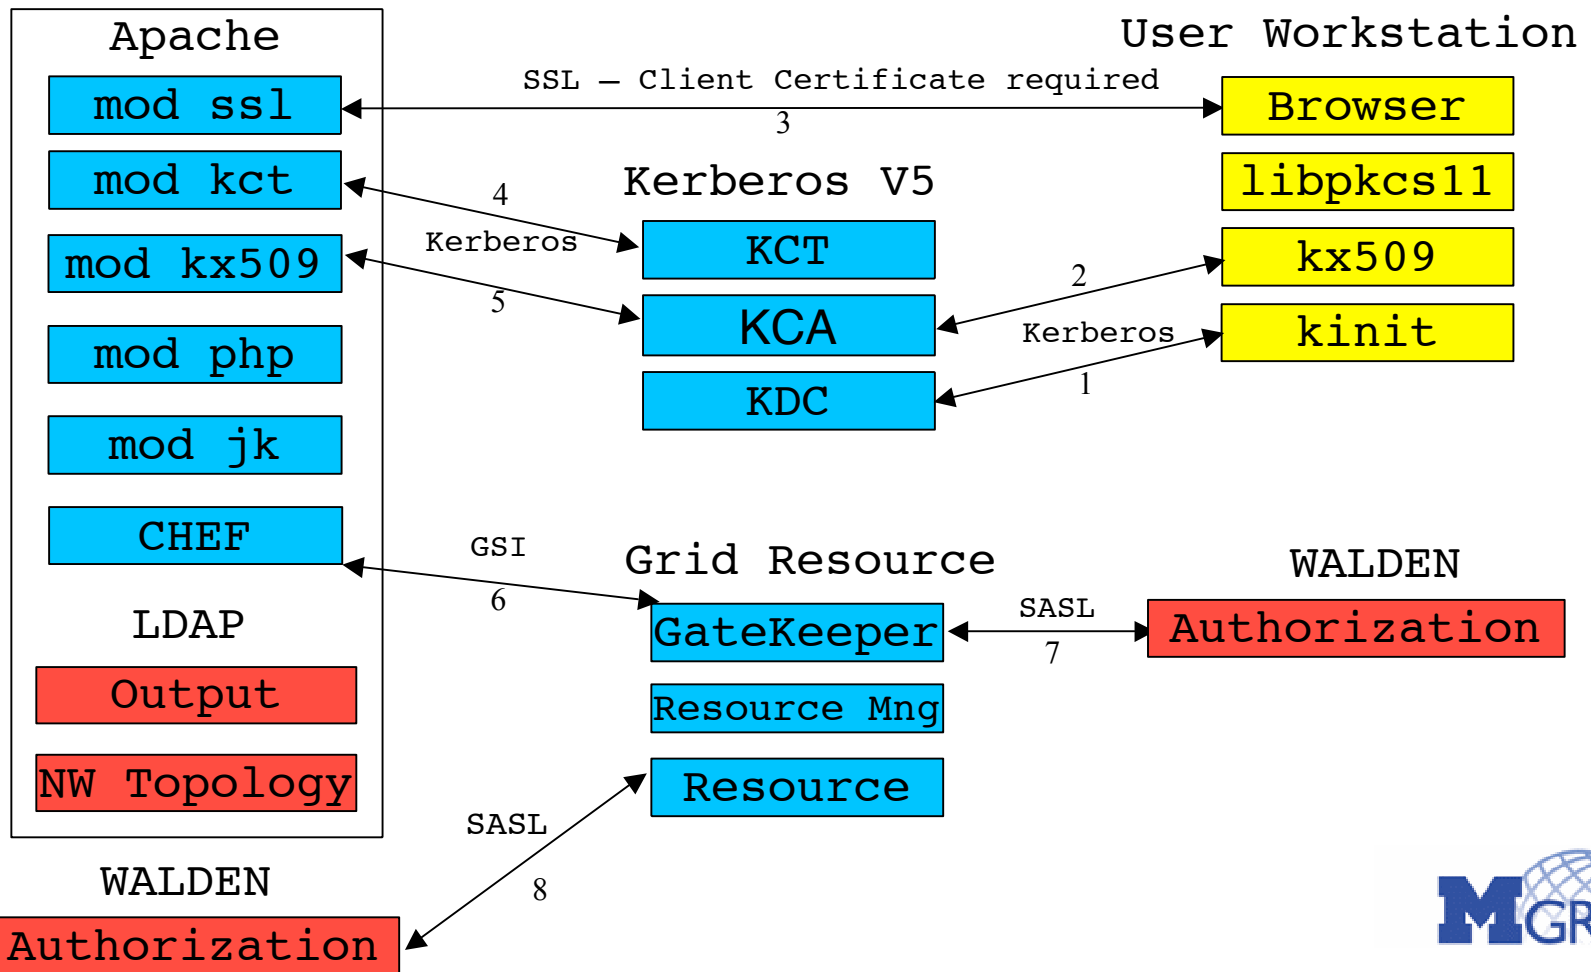 Apache
mod ssl
mod kct
mod kx509
mod php
mod jk
CHEF
LDAP
Output
NW Topology
WALDEN
Authorization
SSL – Client Certificate required
3
4
Kerberos
5
Kerberos V5
KCT
KCA
KDC
User Workstation
Browser
libpkcs11
kx509
kinit
2
Kerberos
1
GSI
6
Grid Resource
GateKeeper
Resource Mng
Resource
SASL
7
WALDEN
Authorization
SASL
8
MGR